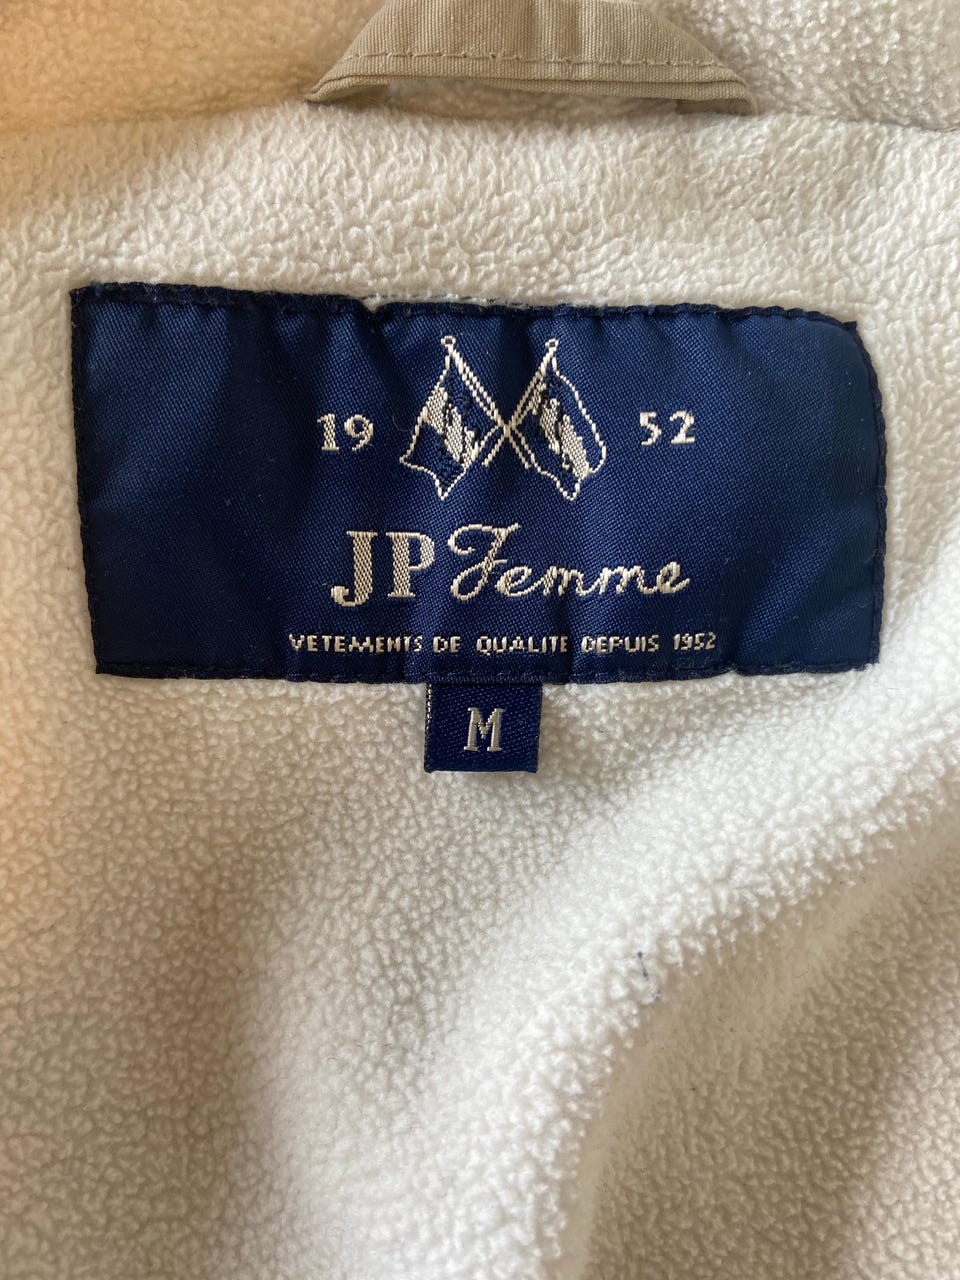 19 52
JP Femme
VETEMENTS DE QUALITE DEPUIS 1952
M